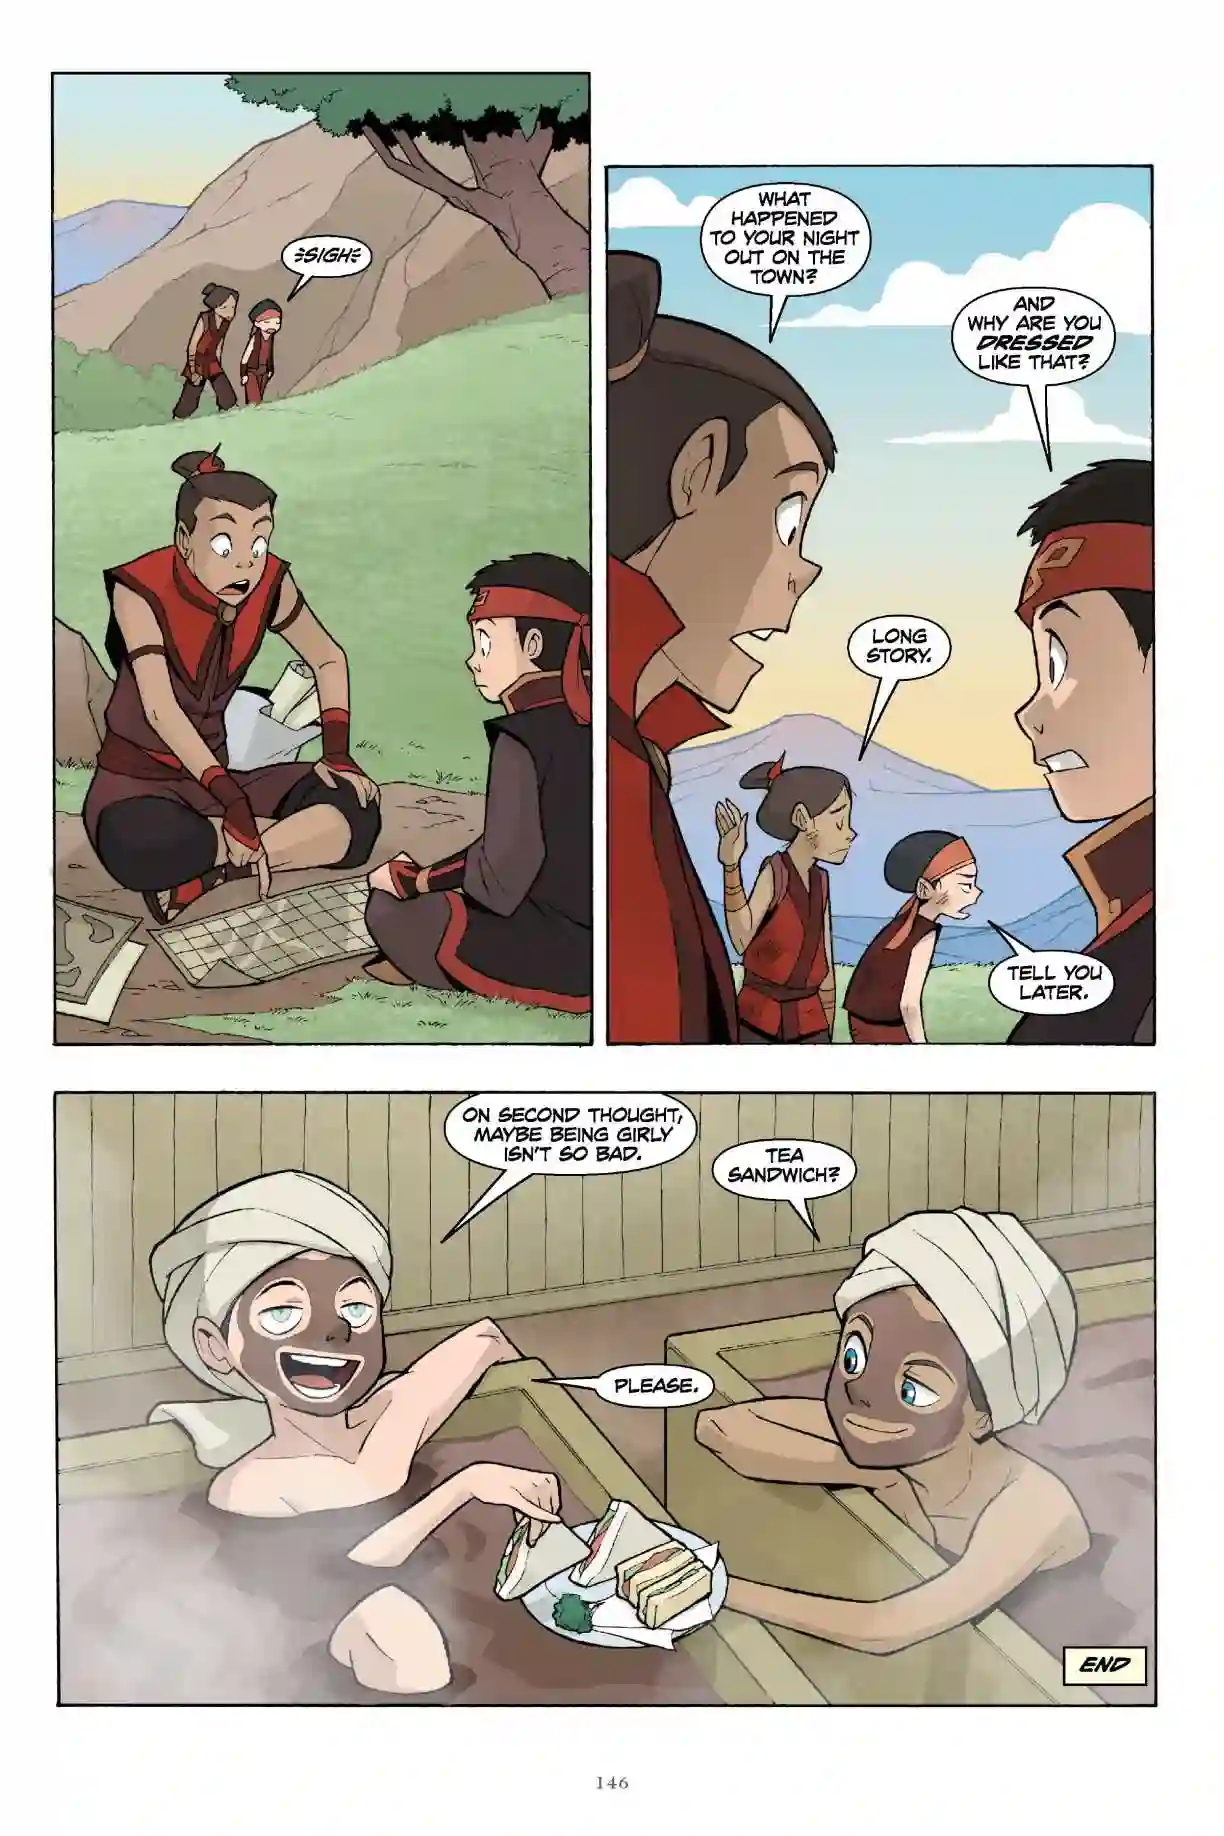 SIGH
WHAT
HAPPENED
TO YOUR NIGHT
OUT ON THE
TOWN?
AND
WHY ARE YOU
DRESSED
LIKE THAT?
LONG
STORY.
TELL YOU
LATER.
ON SECOND THOUGHT,
MAYBE BEING GIRLY
ISN'T SO BAD.
TEA
SANDWICH?
PLEASE.
END
146